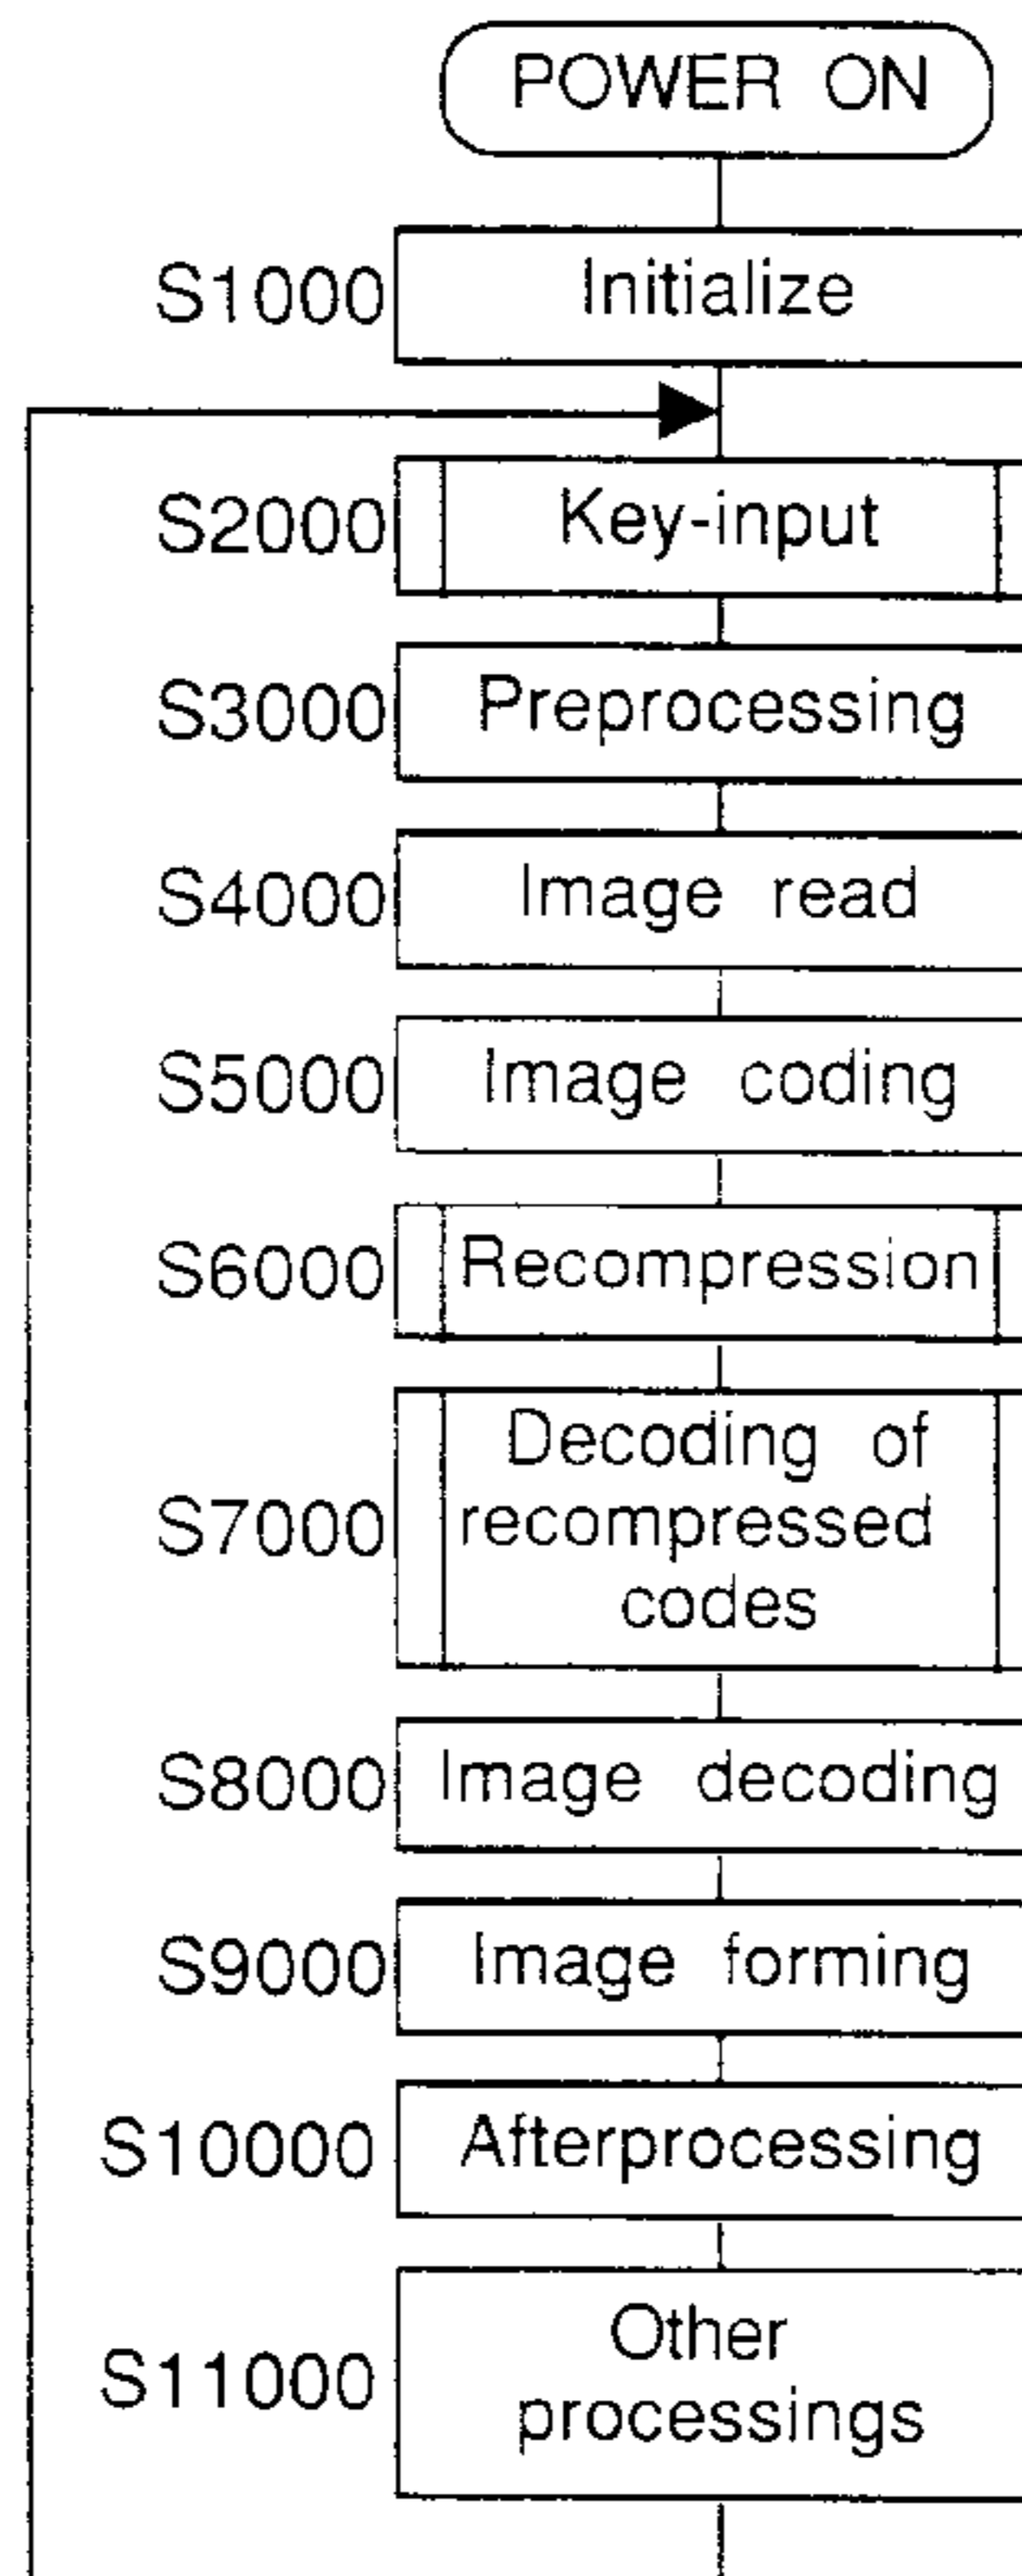 POWER ON
S1000 Initialize
S2000 Key-input
S3000 Preprocessing
S4000 Image read
S5000 Image coding
S6000 Recompression
Decoding of
S7000 recompressed
codes
S8000 Image decoding
S9000 Image forming
S10000 Afterprocessing
Other
S11000
processings